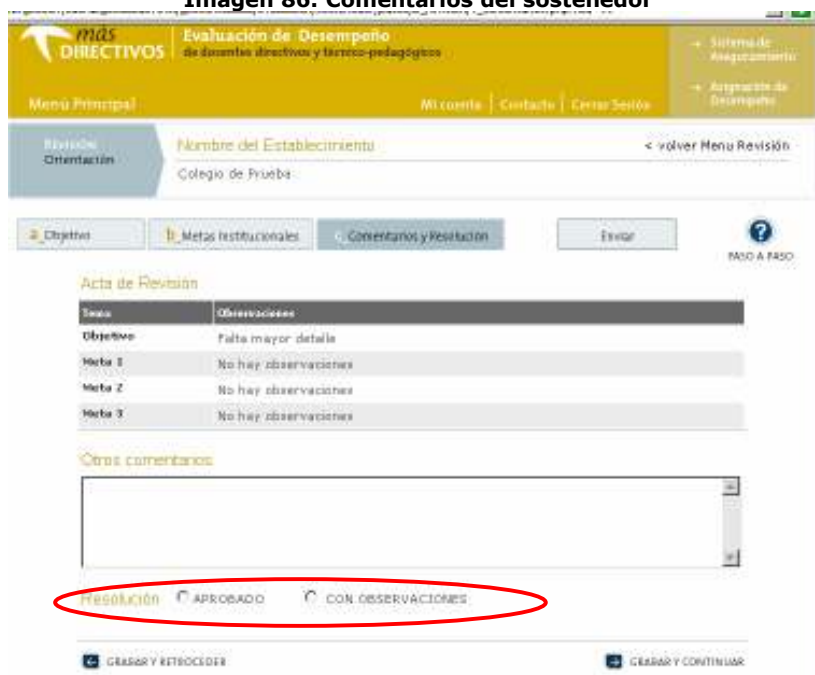 Imagen 86. Comentarios del sostenedor
más DIRECTIVOS
Evaluación de Desempeño
de docentes directivos y técnico-pedagógicos
→ Sistema de Aseguramiento
→ Asignación de Desempeño
Menú Principal
Mi cuenta | Contacto | Cerrar Sesión
Revisión
Orientación
Nombre del Establecimiento
< volver Menu Revisión
Colegio de Prueba
a_Objetivo
b_Metas Institucionales
Comentarios y Resolución
Enviar
?
PASO A PASO
Acta de Revisión
Tema Observaciones
Objetivo Falta mayor detalle
Meta 1 No hay observaciones
Meta 2 No hay observaciones
Meta 3 No hay observaciones
Otros comentarios
Resolución APROBADO CON OBSERVACIONES
GRABAR Y RETROCEDER
GRABAR Y CONTINUAR